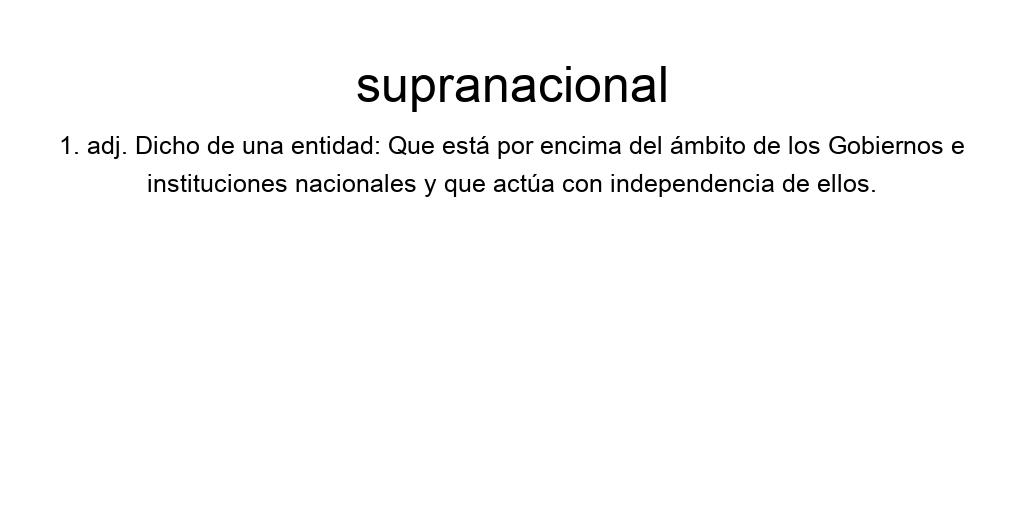 supranacional
1. adj. Dicho de una entidad: Que está por encima del ámbito de los Gobiernos e
instituciones nacionales y que actúa con independencia de ellos.